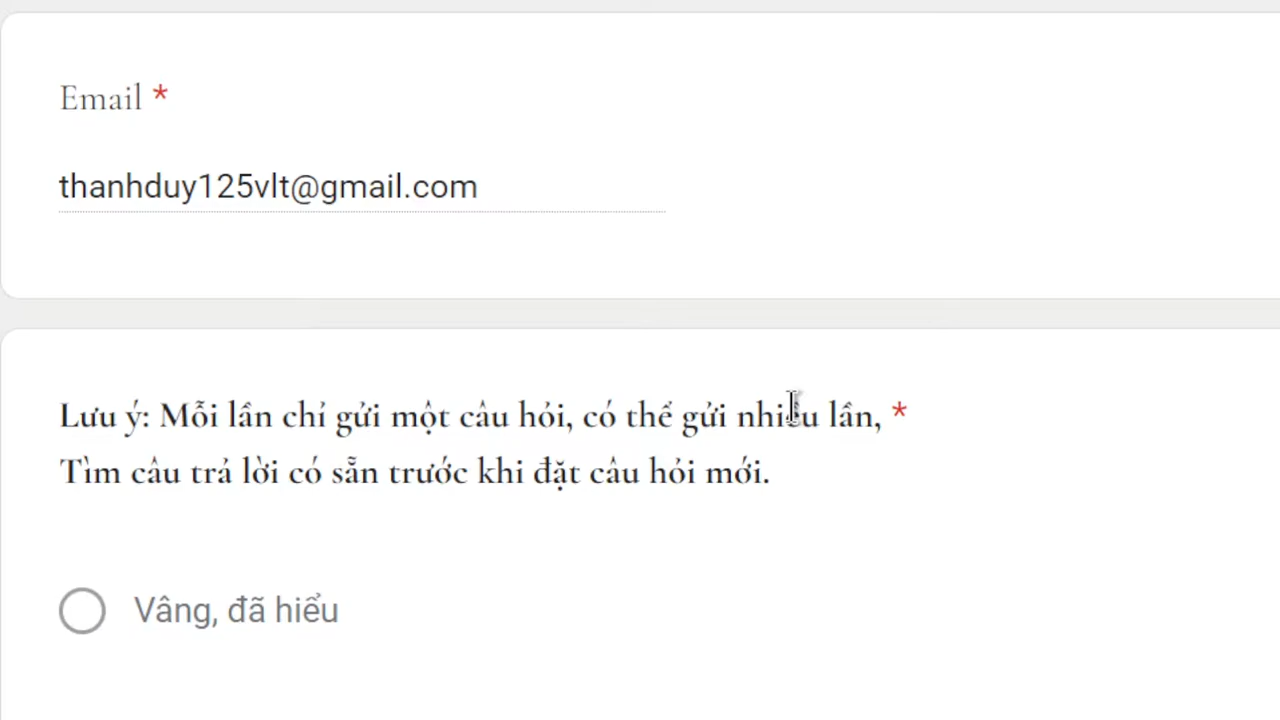 Email *
thanhduy125vlt@gmail.com
Lưu ý: Mỗi lần chỉ gửi một câu hỏi, có thể gửi nhiều lần, *
Tìm câu trả lời có sẵn trước khi đặt câu hỏi mới.
Vâng, đã hiểu